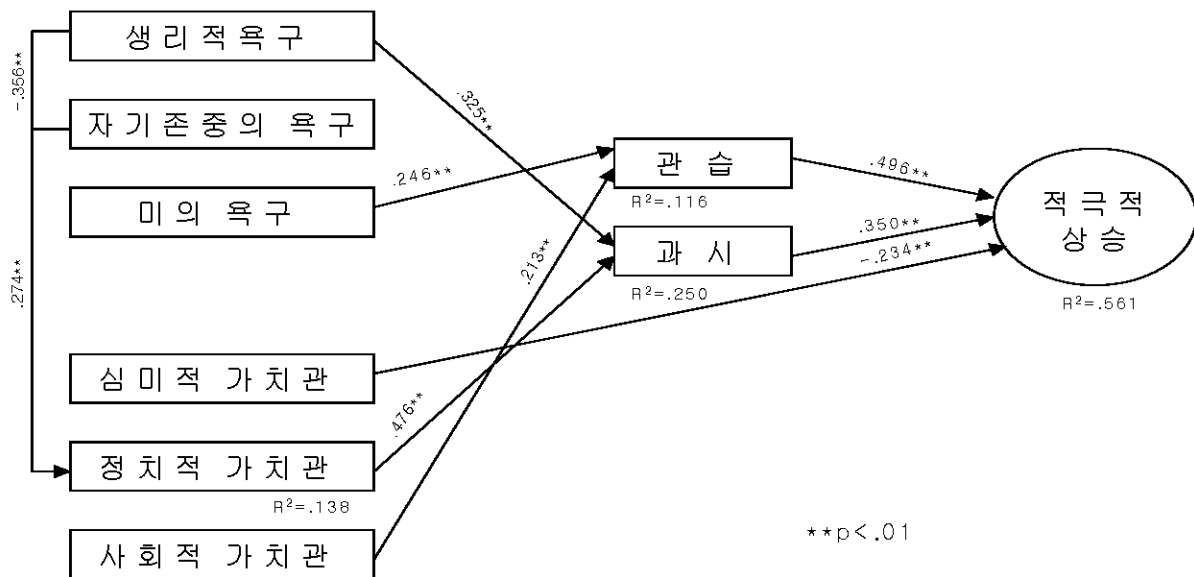 생리적욕구
-.356**
.325**
자기존중의 욕구
관 습
.496**
.246**
미의 욕구
R²=.116
적극적
상승
과 시
.350**
-.234**
.213**
.274**
R²=.250
R²=.561
심미적 가치관
.476**
정치적 가치관
R²=.138
**p<.01
사회적 가치관